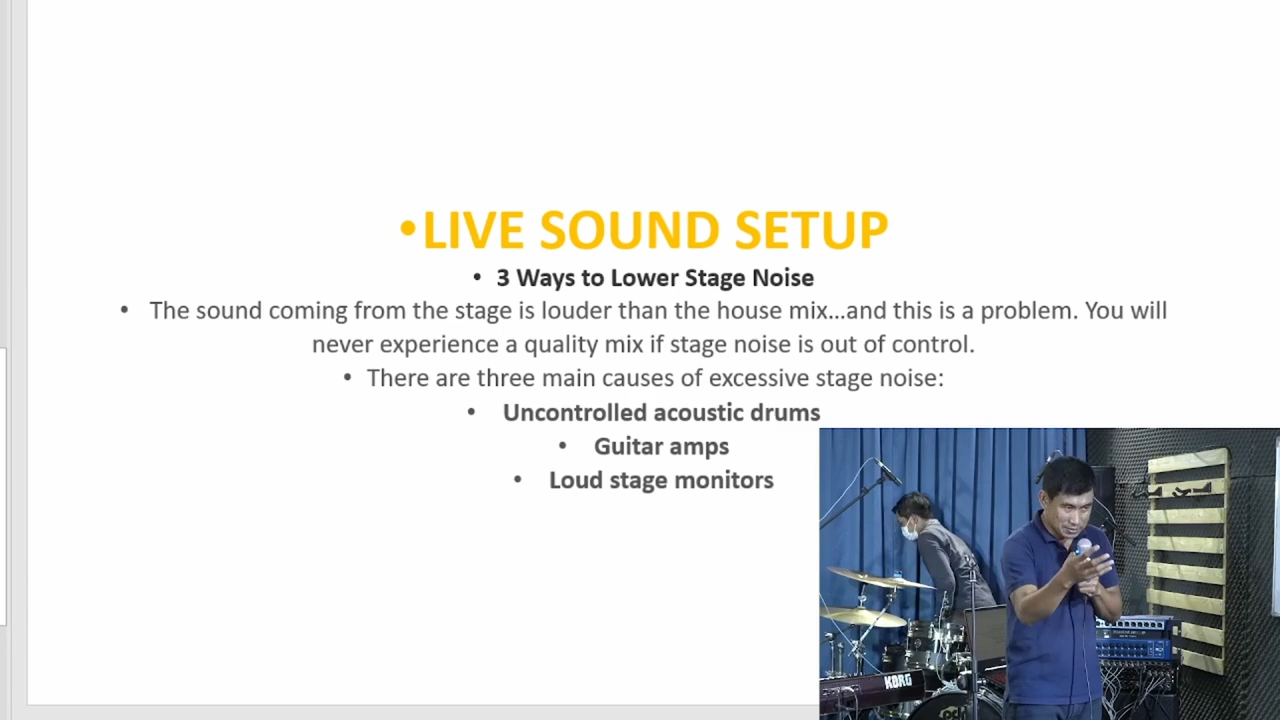 •LIVE SOUND SETUP
• 3 Ways to Lower Stage Noise
• The sound coming from the stage is louder than the house mix...and this is a problem. You will
never experience a quality mix if stage noise is out of control.
• There are three main causes of excessive stage noise:
• Uncontrolled acoustic drums
• Guitar amps
• Loud stage monitors
KORG